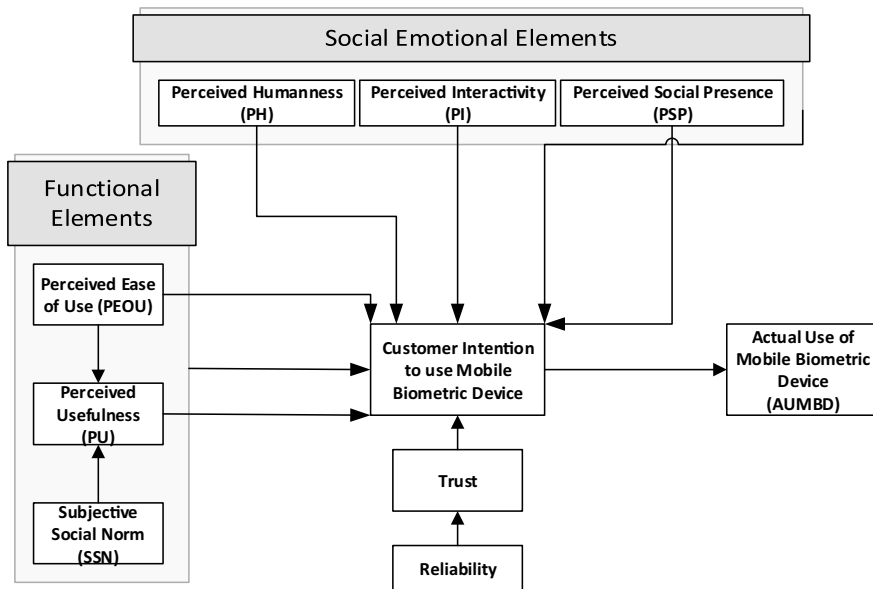 Social Emotional Elements
Perceived Humanness
(PH)
Perceived Interactivity
(PI)
Perceived Social Presence
(PSP)
Functional
Elements
Perceived Ease
of Use (PEOU)
Perceived
Usefulness
(PU)
Subjective
Social Norm
(SSN)
Customer Intention
to use Mobile
Biometric Device
Trust
Reliability
Actual Use of
Mobile Biometric
Device
(AUMBD)